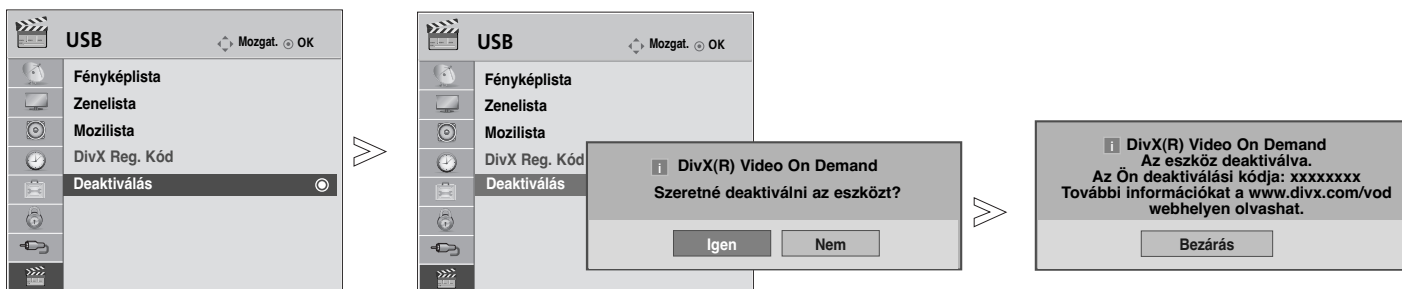 USB
Mozgat. OK
Fényképlista
Zenelista
Mozilista
DivX Reg. Kód
Deaktiválás
USB
Mozgat. OK
Fényképlista
Zenelista
Mozilista
DivX Reg. Kód
Deaktiválás
i DivX(R) Video On Demand
Szeretné deaktiválni az eszközt?
Igen Nem
i DivX(R) Video On Demand
Az eszköz deaktiválva.
Az Ön deaktiválási kódja: xxxxxxxx
További információkat a www.divx.com/vod
webhelyen olvashat.
Bezárás